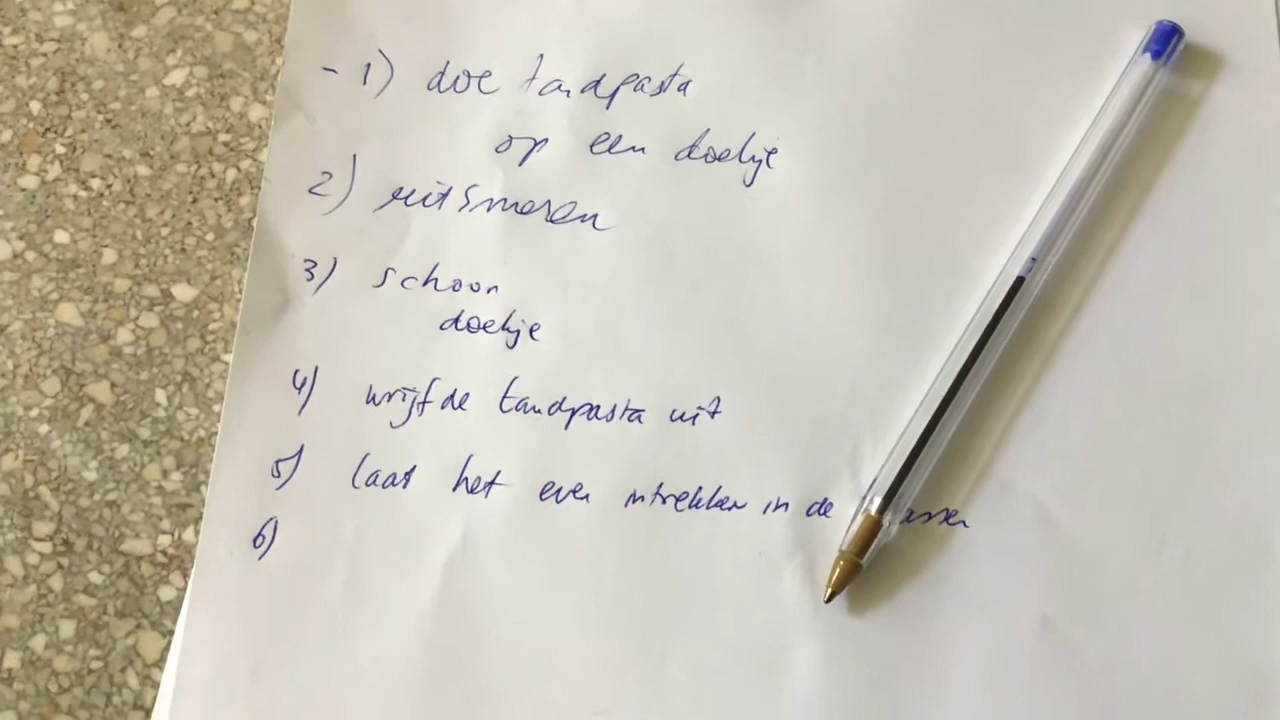 - 1) doe tandpasta
op een doekje
2) uitsmeren
3) schoon
doekje
4) wrijf de tandpasta uit
5) laat het even intrekken in de
6)